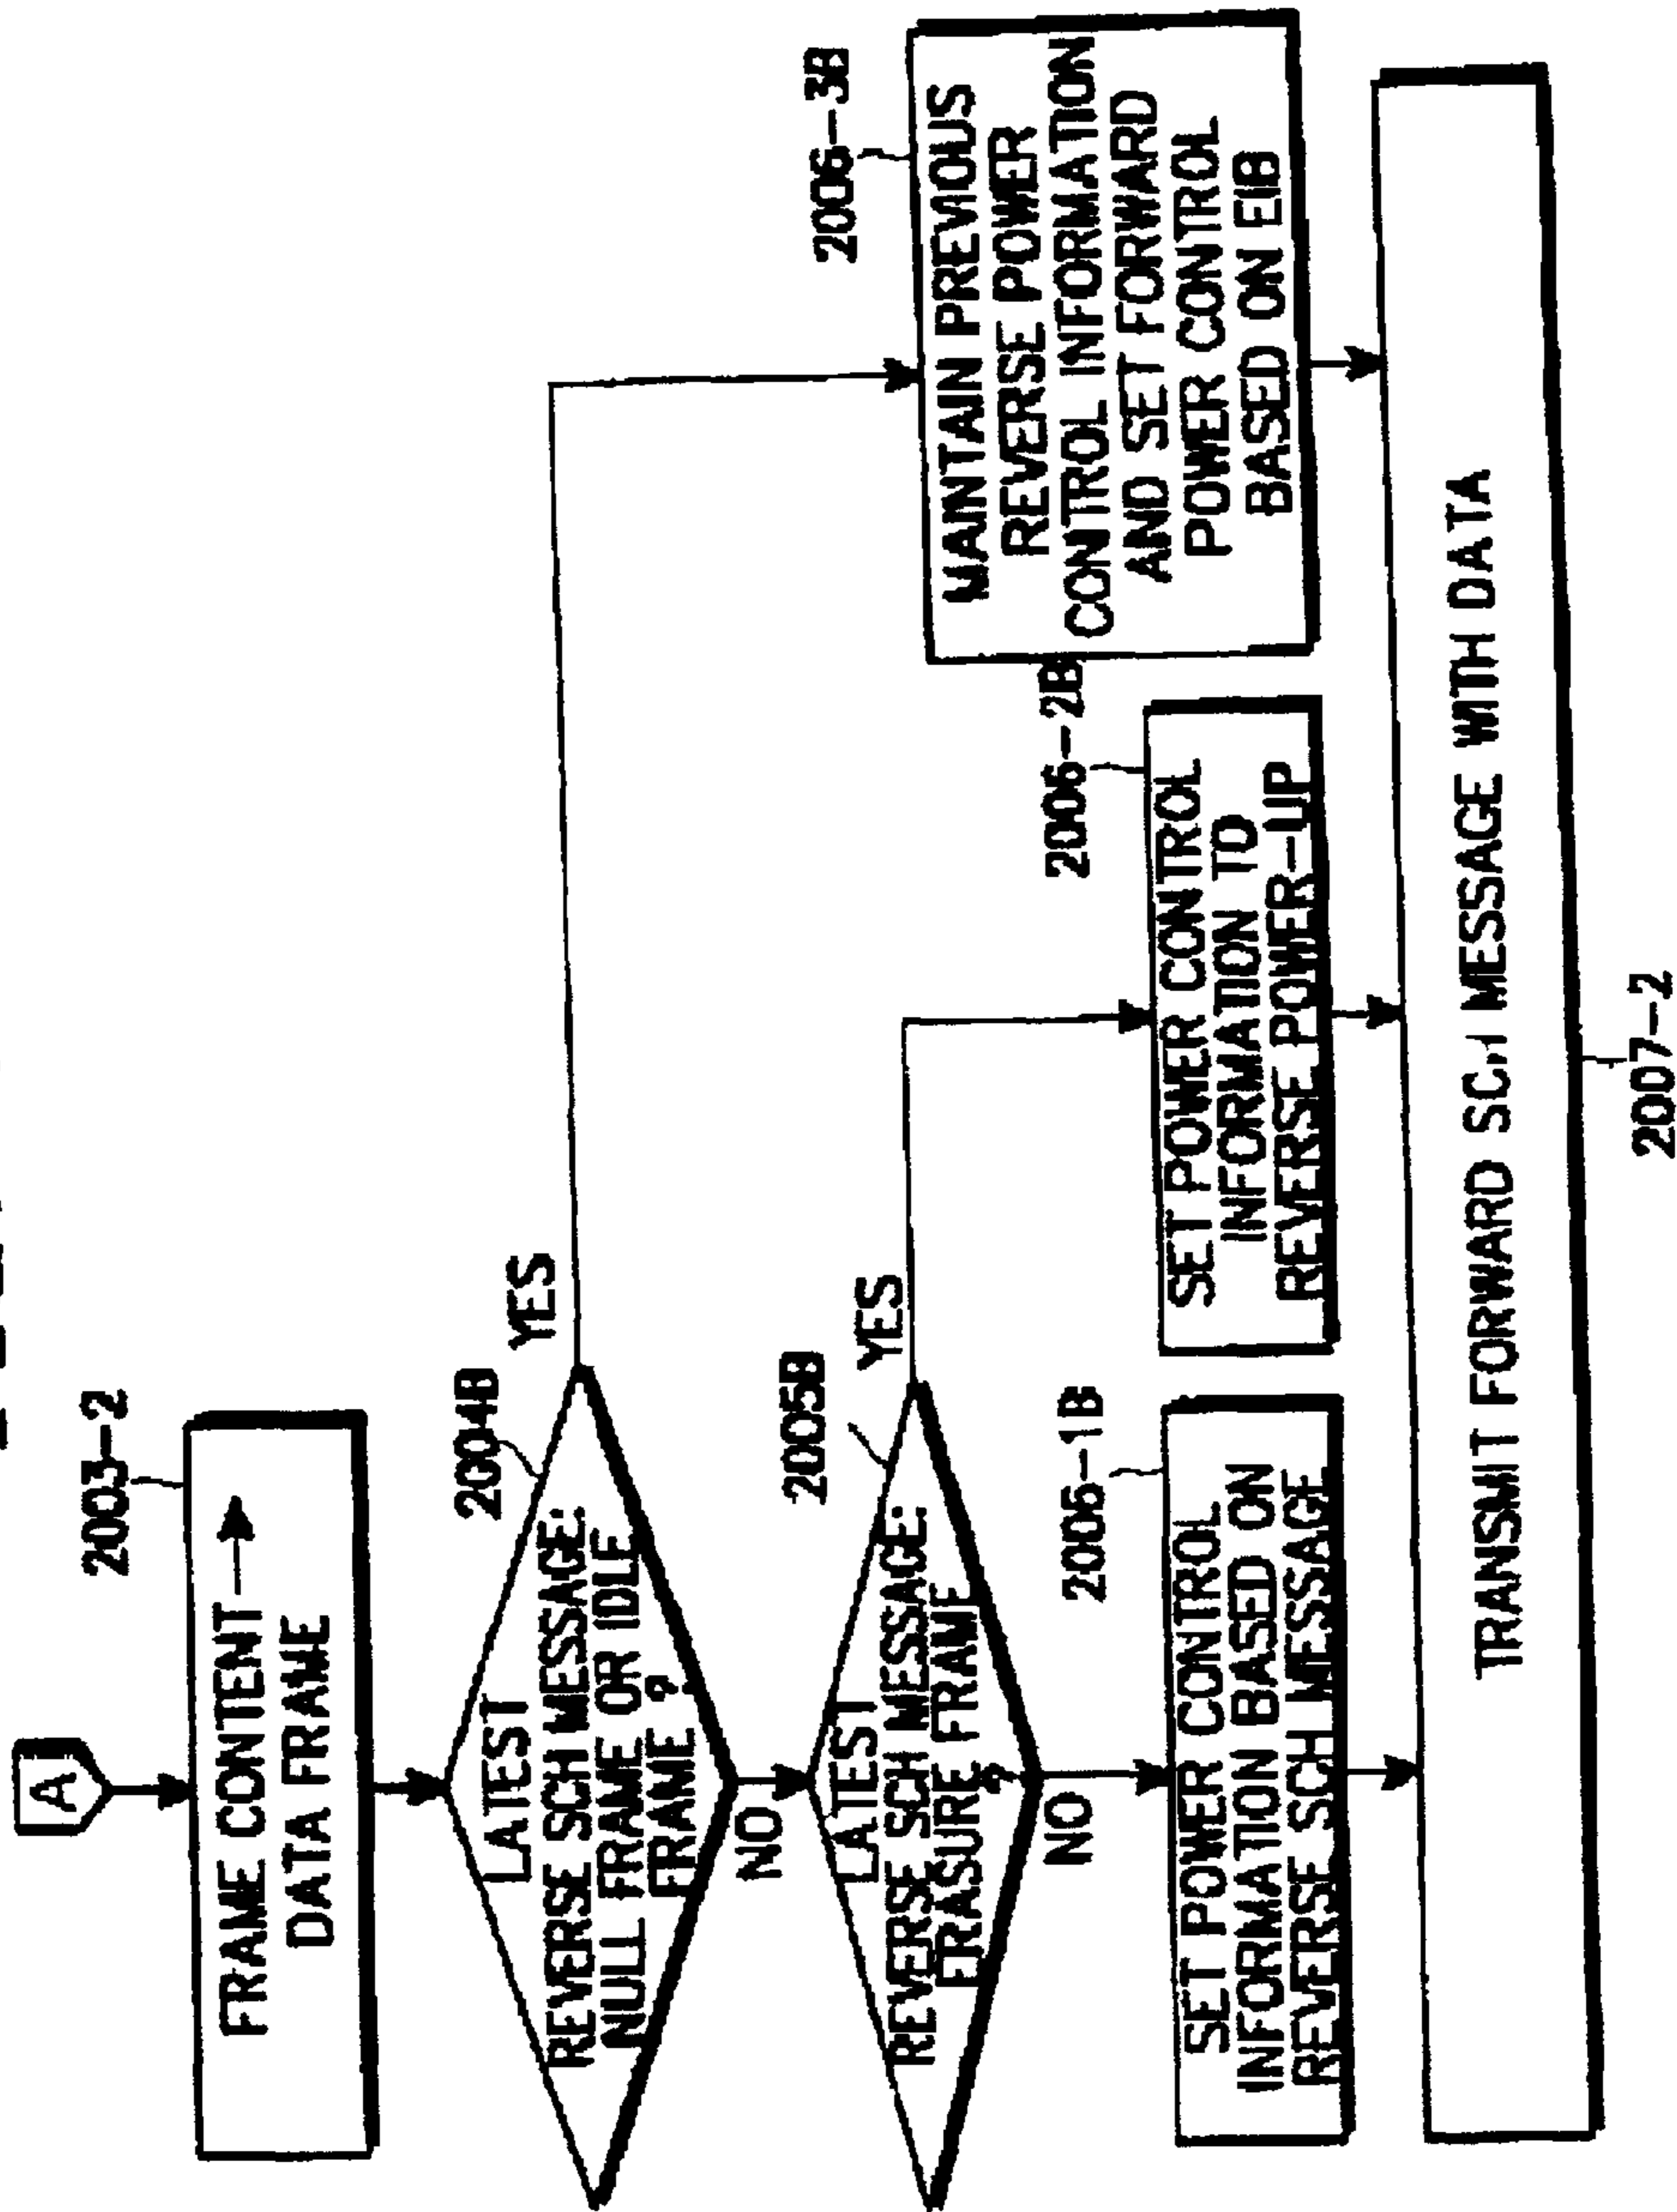 A
2003-2
FRAME CONTENT
DATA FRAME
2004B
LATEST
REVERSE SCH MESSAGE:
NULL FRAME OR IDLE
FRAME ?
YES
NO
2005B
LATEST
REVERSE SCH MESSAGE:
ERASURE FRAME
?
YES
NO
2006-1B
SET POWER CONTROL
INFORMATION BASED ON
REVERSE SCH MESSAGE
2006-2B
SET POWER CONTROL
INFORMATION TO
REVERSE POWER-UP
2006-3B
MAINTAIN PREVIOUS
REVERSE POWER
CONTROL INFORMATION
AND SET FORWARD
POWER CONTROL
BASED ON EIB
TRANSMIT FORWARD SCH MESSAGE WITH DATA
2007-2